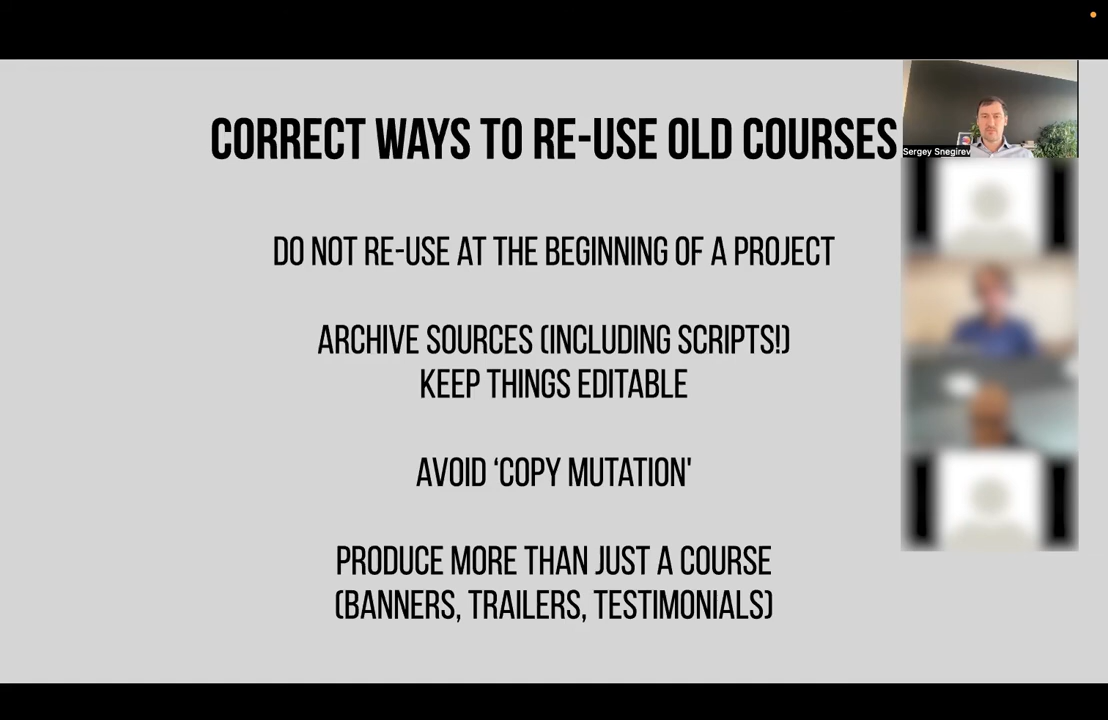 CORRECT WAYS TO RE-USE OLD COURSES
Sergey Snegirev
DO NOT RE-USE AT THE BEGINNING OF A PROJECT
ARCHIVE SOURCES (INCLUDING SCRIPTS!)
KEEP THINGS EDITABLE
AVOID ‘COPY MUTATION'
PRODUCE MORE THAN JUST A COURSE
(BANNERS, TRAILERS, TESTIMONIALS)